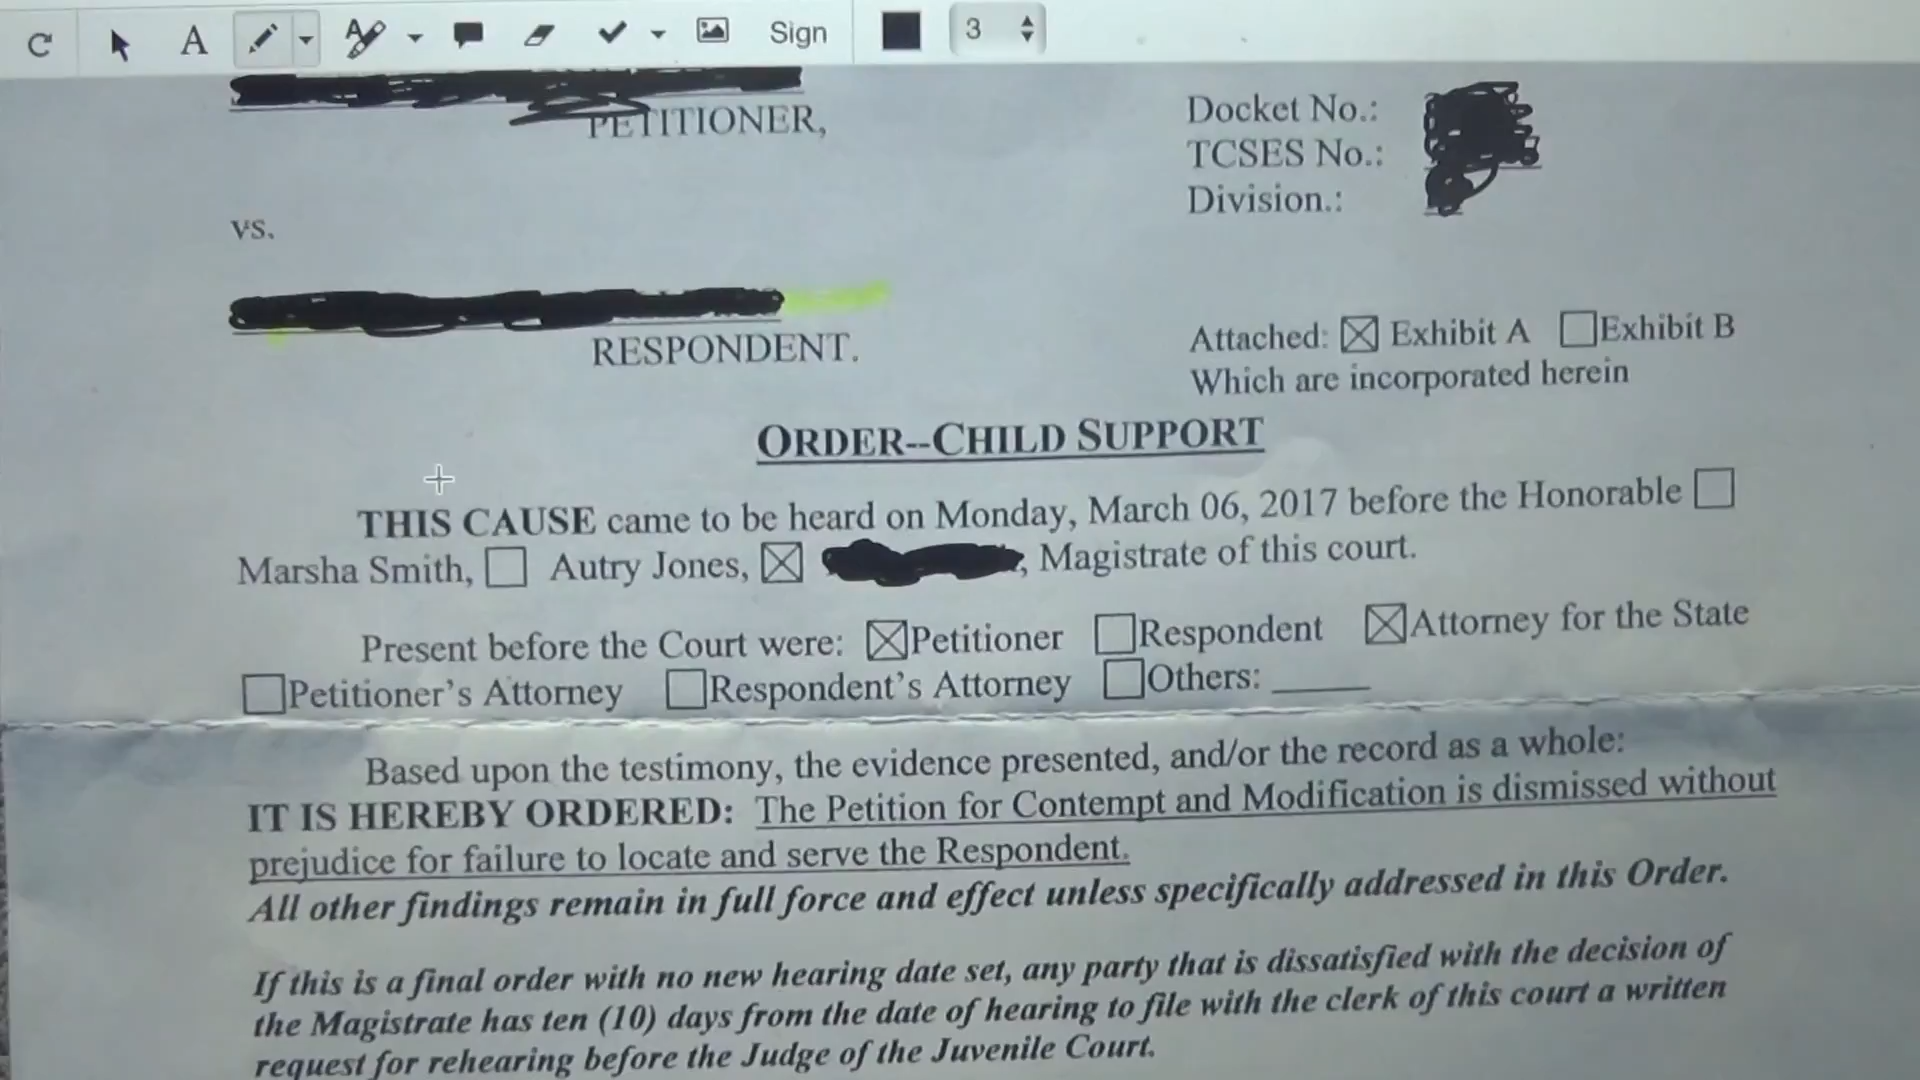 A Sign 3
PETITIONER,
Docket No.:
TCSES No.:
Division.:
vs.
RESPONDENT.
Attached: Exhibit A Exhibit B
Which are incorporated herein
ORDER--CHILD SUPPORT
THIS CAUSE came to be heard on Monday, March 06, 2017 before the Honorable
Marsha Smith, Autry Jones, , Magistrate of this court.
Present before the Court were: Petitioner Respondent Attorney for the State
Petitioner's Attorney Respondent's Attorney Others: ______
Based upon the testimony, the evidence presented, and/or the record as a whole:
IT IS HEREBY ORDERED: The Petition for Contempt and Modification is dismissed without
prejudice for failure to locate and serve the Respondent.
All other findings remain in full force and effect unless specifically addressed in this Order.
If this is a final order with no new hearing date set, any party that is dissatisfied with the decision of
the Magistrate has ten (10) days from the date of hearing to file with the clerk of this court a written
request for rehearing before the Judge of the Juvenile Court.